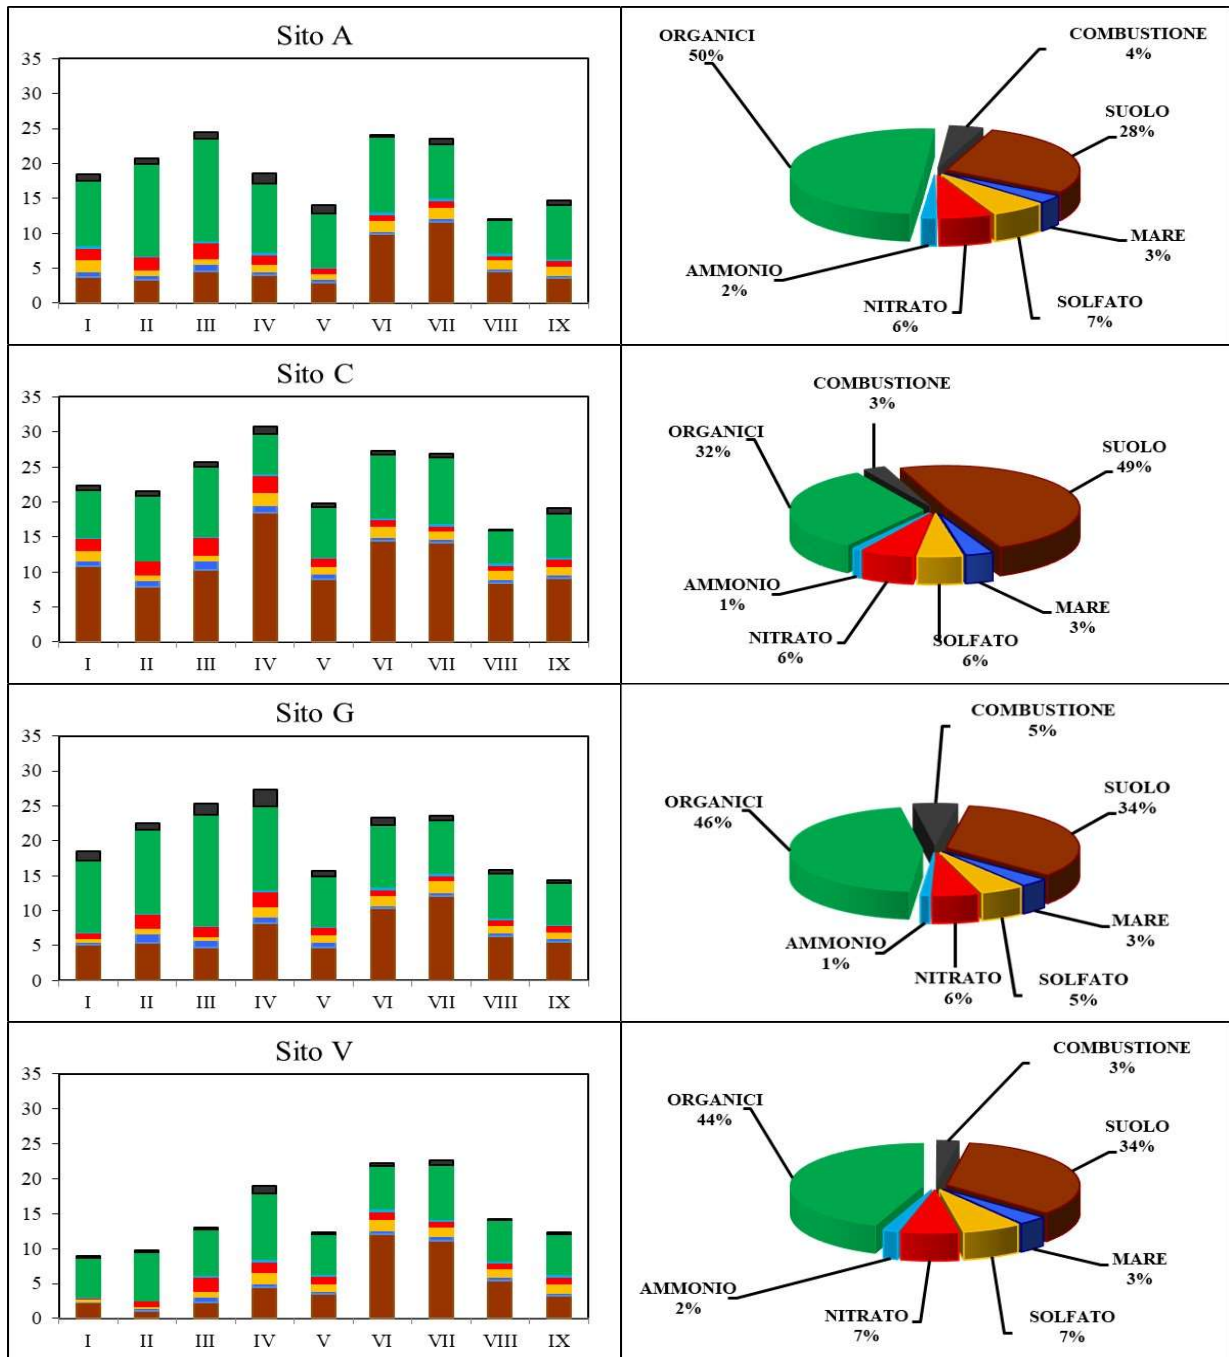 Sito A
35
30
25
20
15
10
5
0
I II III IV V VI VII VIII IX
ORGANICI
50%
COMBUSTIONE
4%
SUOLO
28%
MARE
3%
SOLFATO
7%
NITRATO
6%
AMMONIO
2%
Sito C
35
30
25
20
15
10
5
0
I II III IV V VI VII VIII IX
COMBUSTIONE
3%
ORGANICI
32%
SUOLO
49%
AMMONIO
1%
MARE
3%
NITRATO
6%
SOLFATO
6%
Sito G
35
30
25
20
15
10
5
0
I II III IV V VI VII VIII IX
COMBUSTIONE
5%
ORGANICI
46%
SUOLO
34%
MARE
3%
AMMONIO
1%
NITRATO
6%
SOLFATO
5%
Sito V
35
30
25
20
15
10
5
0
I II III IV V VI VII VIII IX
COMBUSTIONE
3%
ORGANICI
44%
SUOLO
34%
MARE
3%
AMMONIO
2%
NITRATO
7%
SOLFATO
7%